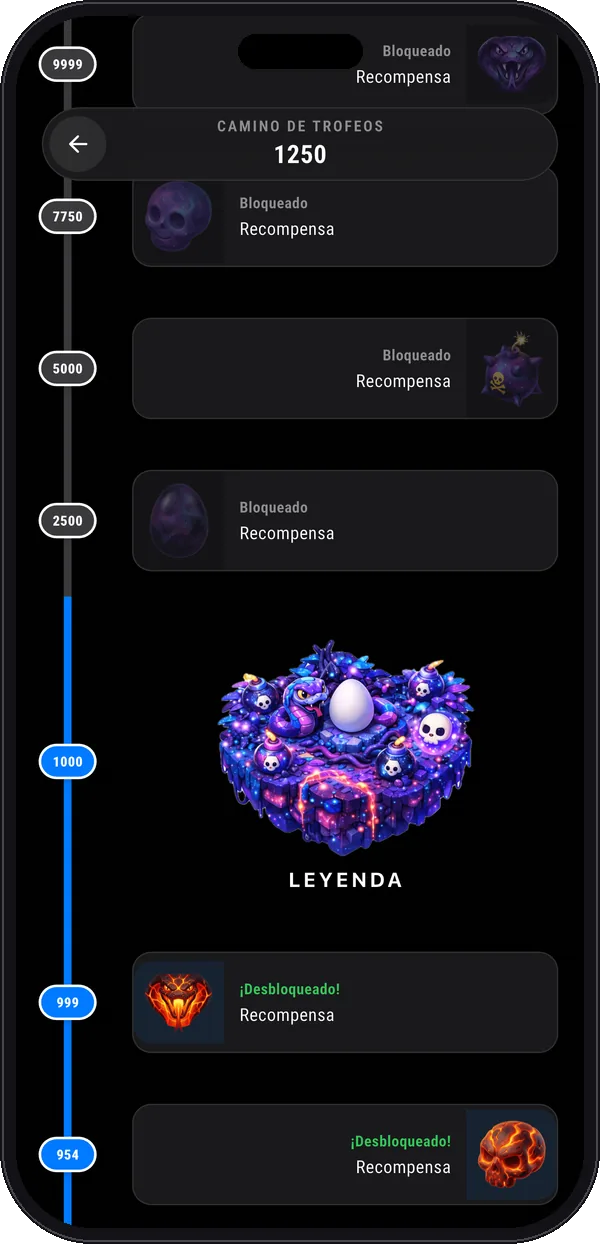 9999
Bloqueado
Recompensa
CAMINO DE TROFEOS
1250
7750
Bloqueado
Recompensa
5000
Bloqueado
Recompensa
2500
Bloqueado
Recompensa
1000
LEYENDA
999
¡Desbloqueado!
Recompensa
954
¡Desbloqueado!
Recompensa